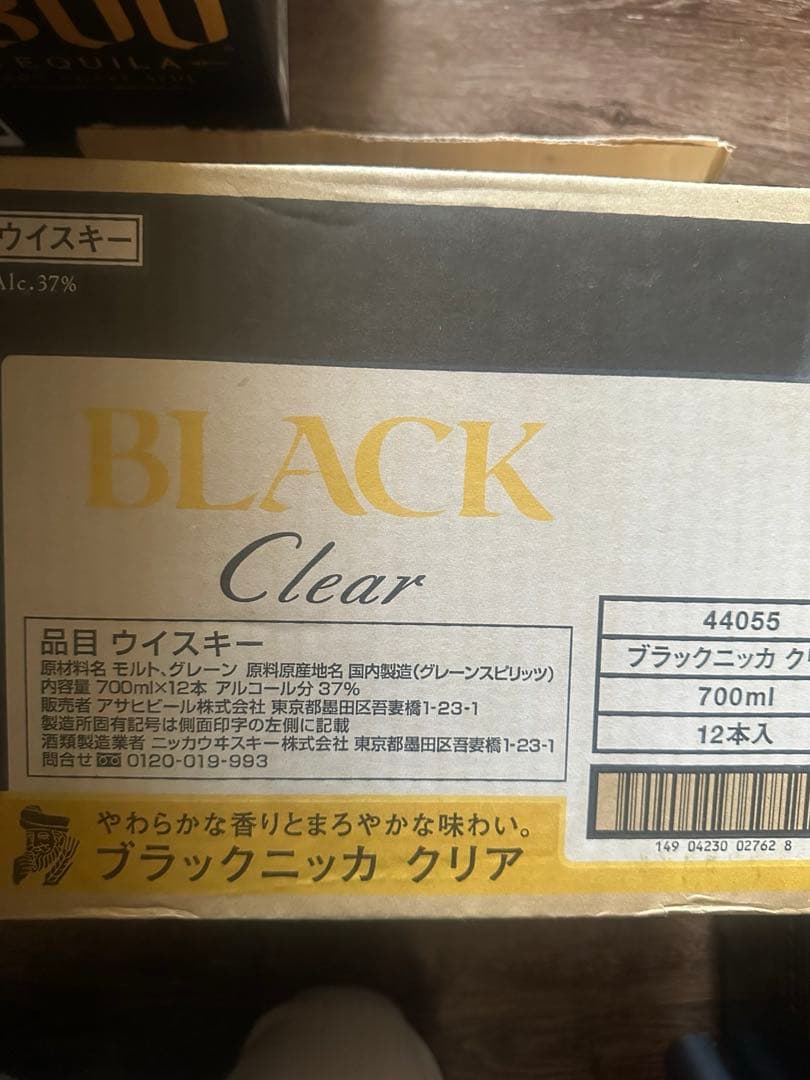 TEQUILA
ウイスキー
Alc.37%
BLACK
Clear
品目 ウイスキー
原材料名 モルト、グレーン 原料原産地名 国内製造(グレーンスピリッツ)
内容量 700ml×12本 アルコール分 37%
販売者 アサヒビール株式会社 東京都墨田区吾妻橋1-23-1
製造所固有記号は側面印字の左側に記載
酒類製造業者 ニッカウヰスキー株式会社 東京都墨田区吾妻橋1-23-1
問合せ 0120-019-993
44055
ブラックニッカ ク
700ml
12本入
149 04230 02762 8
やわらかな香りとまろやかな味わい。
ブラックニッカ クリア